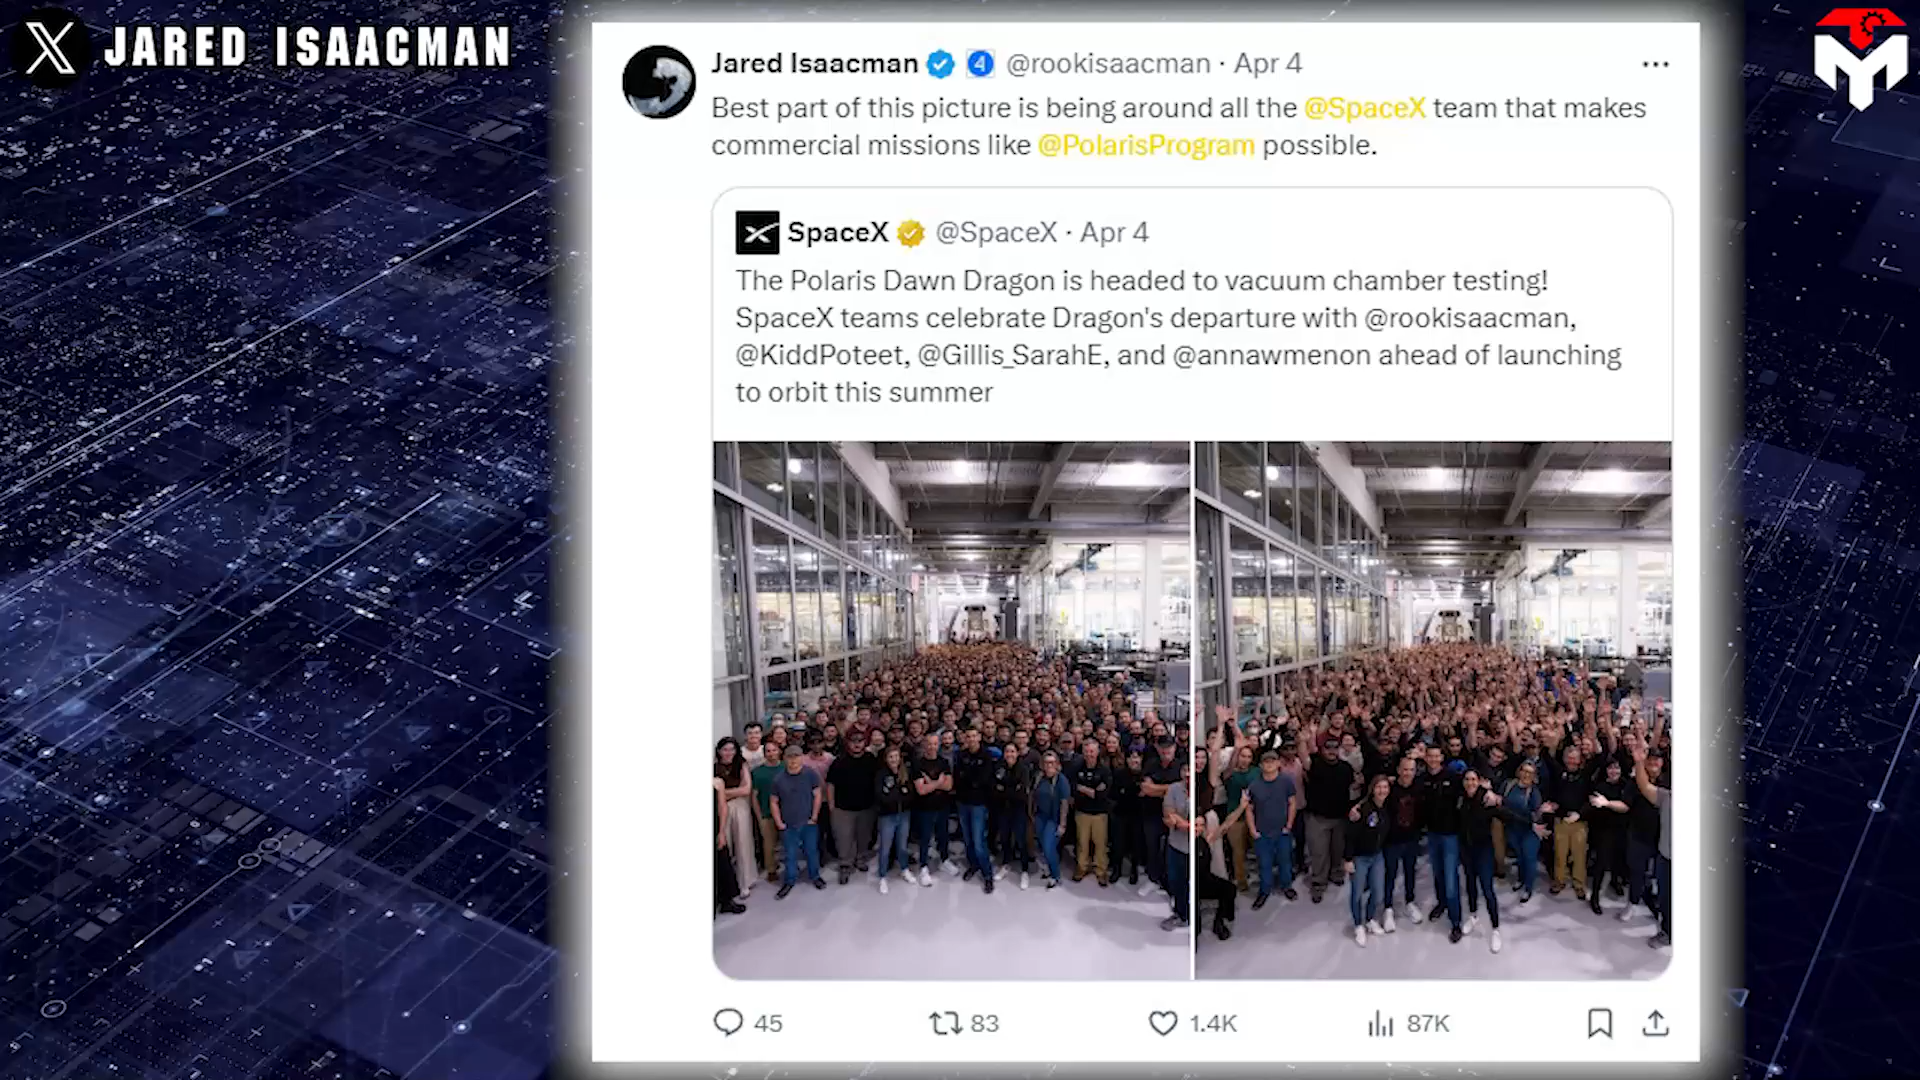 JARED ISAACMAN
Jared Isaacman 4 @rookisaacman · Apr 4
Best part of this picture is being around all the @SpaceX team that makes
commercial missions like @PolarisProgram possible.
SpaceX @SpaceX · Apr 4
The Polaris Dawn Dragon is headed to vacuum chamber testing!
SpaceX teams celebrate Dragon's departure with @rookisaacman,
@KiddPoteet, @Gillis_SarahE, and @annawmenon ahead of launching
to orbit this summer
45 83 1.4K 87K